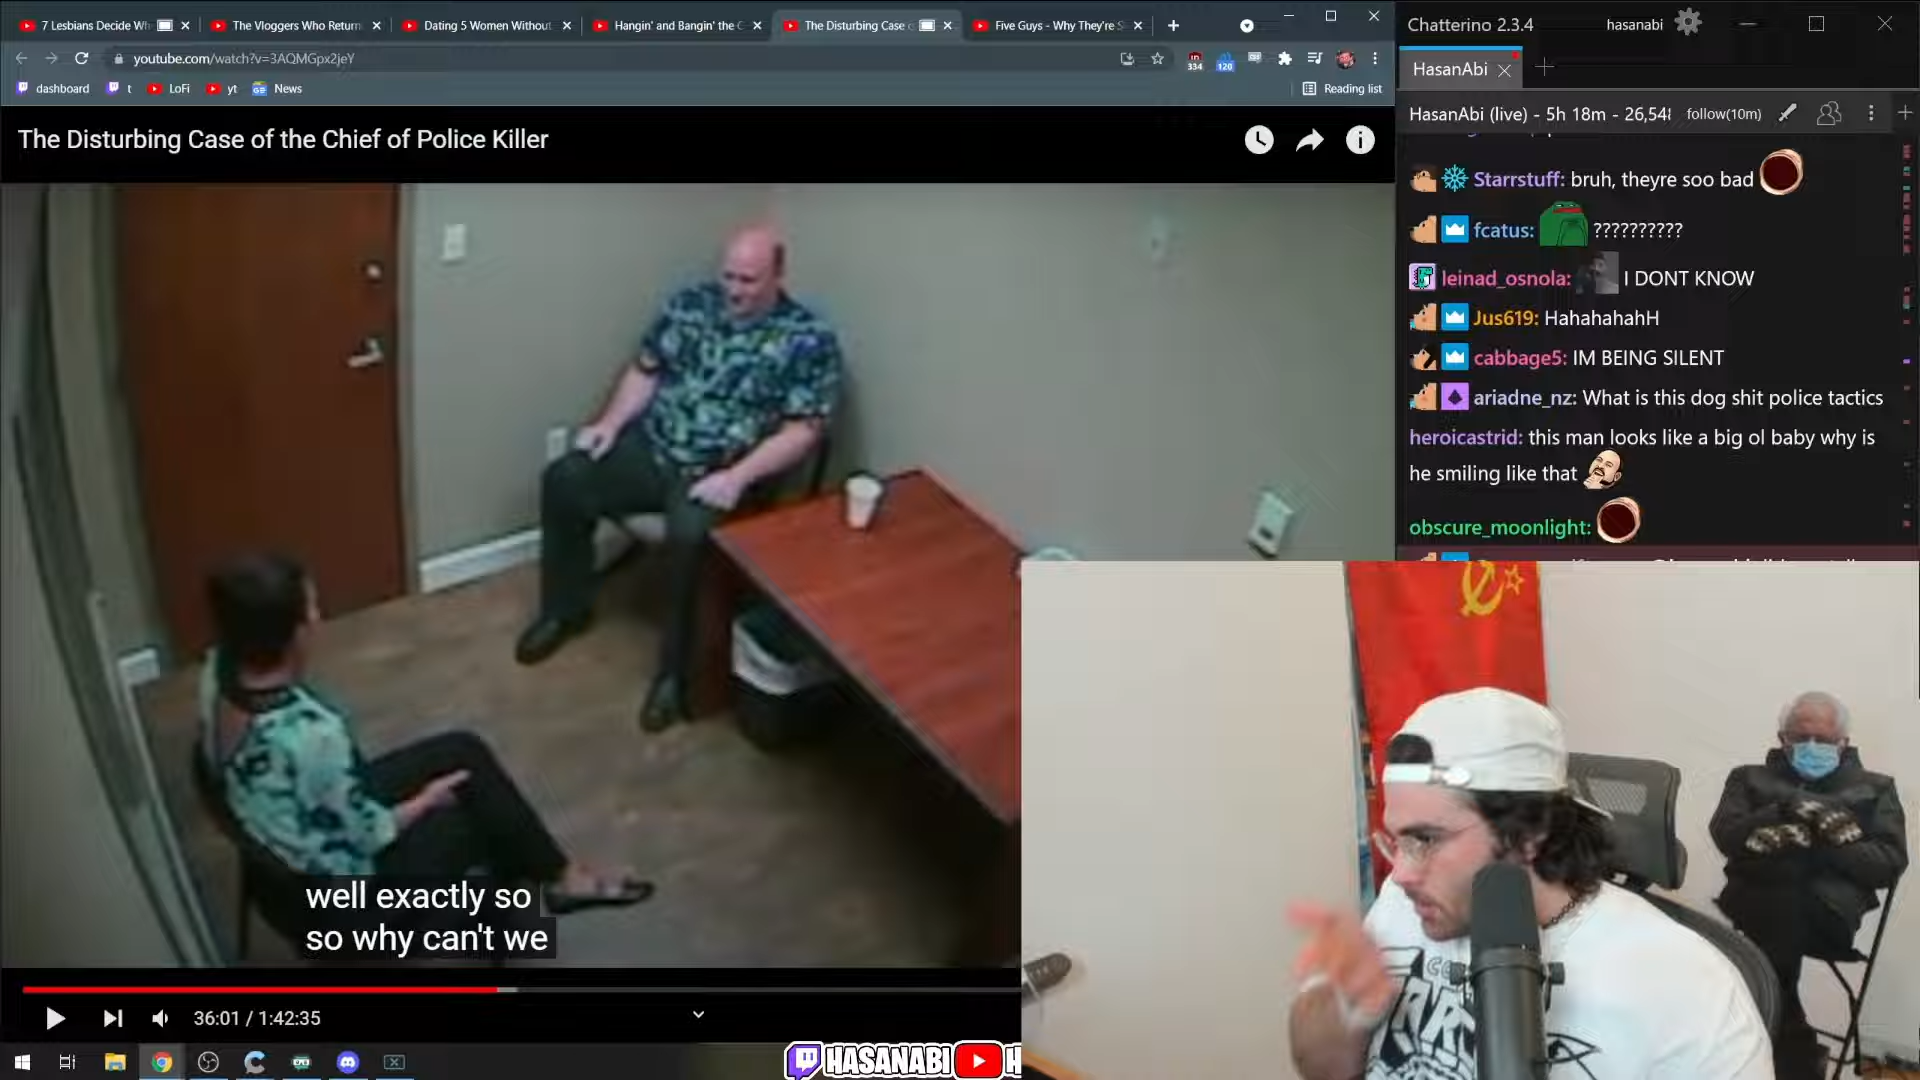 7 Lesbians Decide Wh
The Vloggers Who Return
Dating 5 Women Without
Hangin' and Bangin' the C
The Disturbing Case o
Five Guys - Why They're S
youtube.com/watch?v=3AQMGpx2jeY
334
120
dashboard
t
LoFi
yt
News
Reading list
The Disturbing Case of the Chief of Police Killer
well exactly so
so why can't we
36:01 / 1:42:35
HASANABI
H
Chatterino 2.3.4
hasanabi
HasanAbi
HasanAbi (live) - 5h 18m - 26,54
follow(10m)
Starrstuff: bruh, theyre soo bad
fcatus: ??????????
leinad_osnola: I DONT KNOW
Jus619: HahahahahH
cabbage5: IM BEING SILENT
ariadne_nz: What is this dog shit police tactics
heroicastrid: this man looks like a big ol baby why is
he smiling like that
obscure_moonlight: